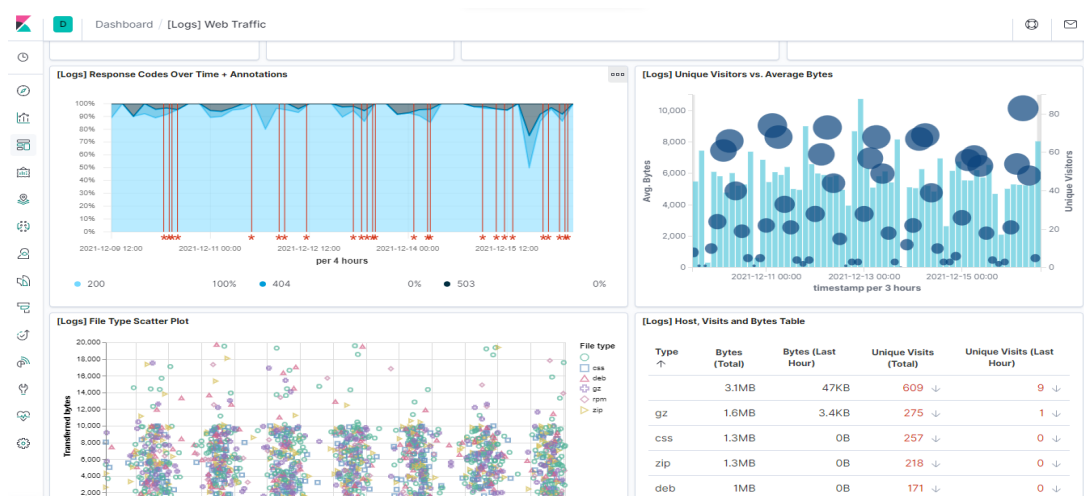 D Dashboard / [Logs] Web Traffic
[Logs] Response Codes Over Time + Annotations
100%
90%
80%
70%
60%
50%
40%
30%
20%
10%
0%
2021-12-09 12:00 2021-12-11 00:00 2021-12-12 12:00 2021-12-14 00:00 2021-12-15 12:00
per 4 hours
200 100% 404 0% 503 0%
[Logs] Unique Visitors vs. Average Bytes
10,000
8,000
6,000
4,000
2,000
0
Avg. Bytes
80
60
40
20
0
Unique Visitors
2021-12-11 00:00 2021-12-13 00:00 2021-12-15 00:00
timestamp per 3 hours
[Logs] File Type Scatter Plot
20,000
18,000
16,000
14,000
12,000
10,000
8,000
6,000
4,000
2,000
Transferred bytes
File type
css
deb
gz
rpm
zip
[Logs] Host, Visits and Bytes Table
Type Bytes (Total) Bytes (Last Hour) Unique Visits (Total) Unique Visits (Last Hour)
3.1MB 47KB 609 9
gz 1.6MB 3.4KB 275 1
css 1.3MB 0B 257 0
zip 1.3MB 0B 218 0
deb 1MB 0B 171 0